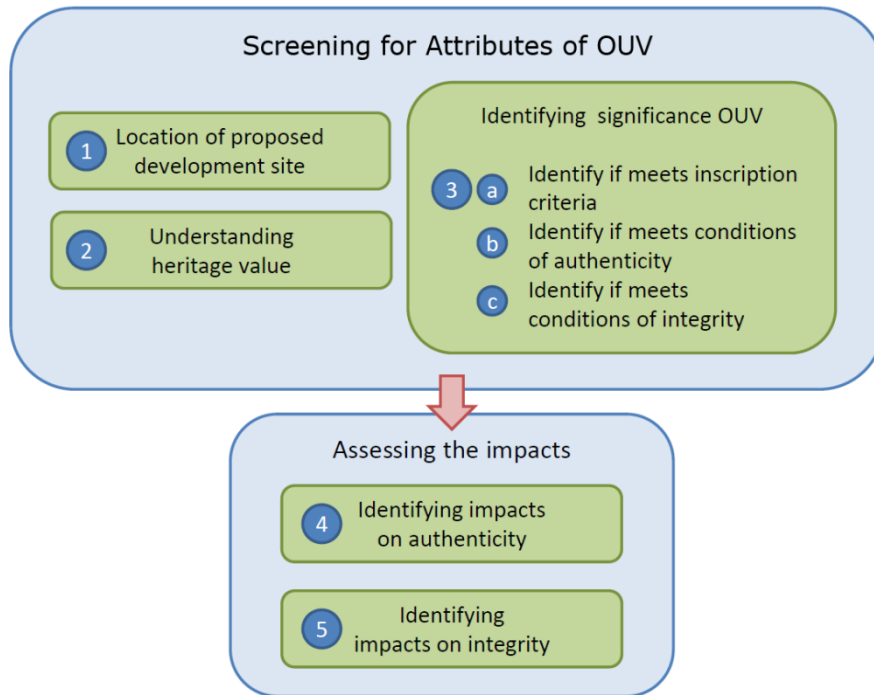 Screening for Attributes of OUV
1
Location of proposed
development site
2
Understanding
heritage value
Identifying significance OUV
3
a
Identify if meets inscription
criteria
b
Identify if meets conditions
of authenticity
c
Identify if meets
conditions of integrity
Assessing the impacts
4
Identifying impacts
on authenticity
5
Identifying
impacts on integrity